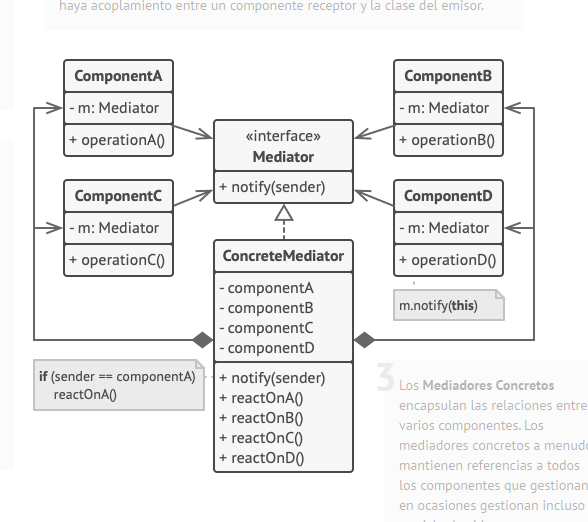 haya acoplamiento entre un componente receptor y la clase del emisor.
ComponentA
- m: Mediator
+ operationA()
ComponentB
- m: Mediator
+ operationB()
«interface»
Mediator
+ notify(sender)
ComponentC
- m: Mediator
+ operationC()
ComponentD
- m: Mediator
+ operationD()
m.notify(this)
ConcreteMediator
- componentA
- componentB
- componentC
- componentD
+ notify(sender)
+ reactOnA()
+ reactOnB()
+ reactOnC()
+ reactOnD()
if (sender == componentA)
reactOnA()
3
Los Mediadores Concretos
encapsulan las relaciones entre
varios componentes. Los
mediadores concretos a menudo
mantienen referencias a todos
los componentes que gestionan
en ocasiones gestionan incluso